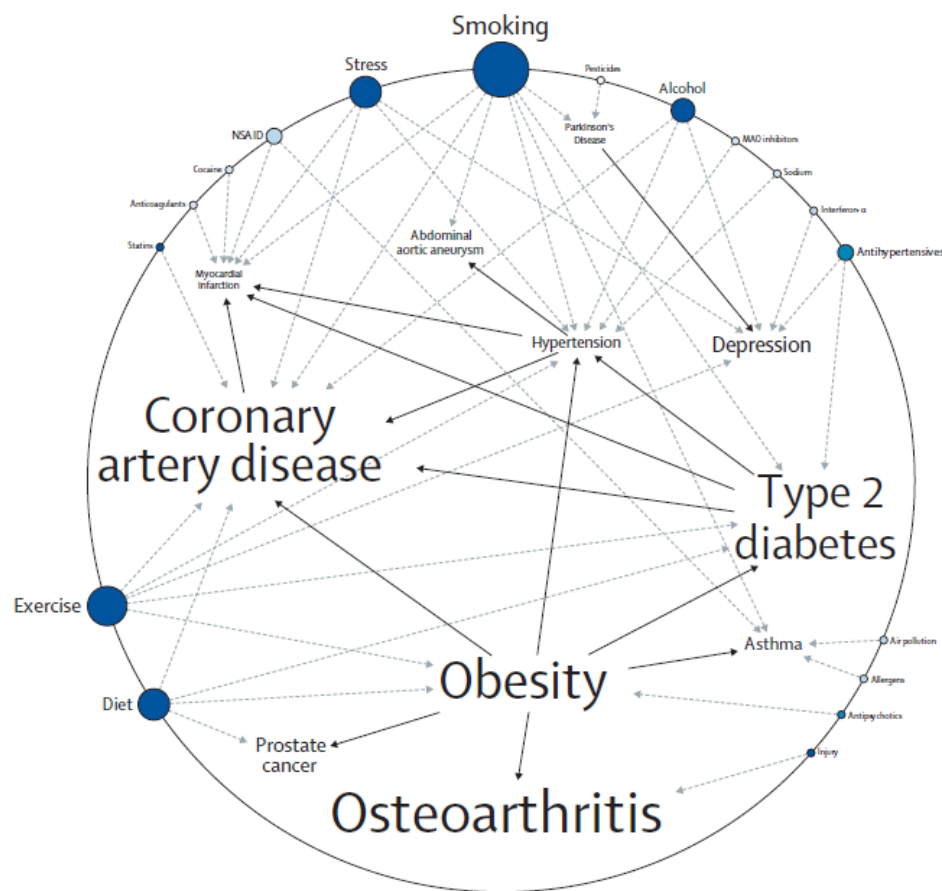 Smoking
Stress
Pesticides
Alcohol
NSAID
Parkinson's
Disease
MAO inhibitors
Cocaine
Sodium
Anticoagulants
Interferon-α
Statins
Abdominal
aortic aneurysm
Antihypertensives
Myocardial
infarction
Hypertension
Depression
Coronary
artery disease
Type 2
diabetes
Exercise
Asthma
Air pollution
Obesity
Allergens
Diet
Antipsychotics
Prostate
cancer
Injury
Osteoarthritis